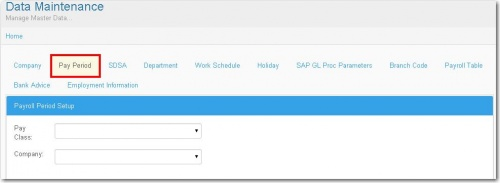 Data Maintenance
Manage Master Data...
Home
Company Pay Period SDSA Department Work Schedule Holiday SAP GL Proc Parameters Branch Code Payroll Table
Bank Advice Employment Information
Payroll Period Setup
Pay
Class:
Company: